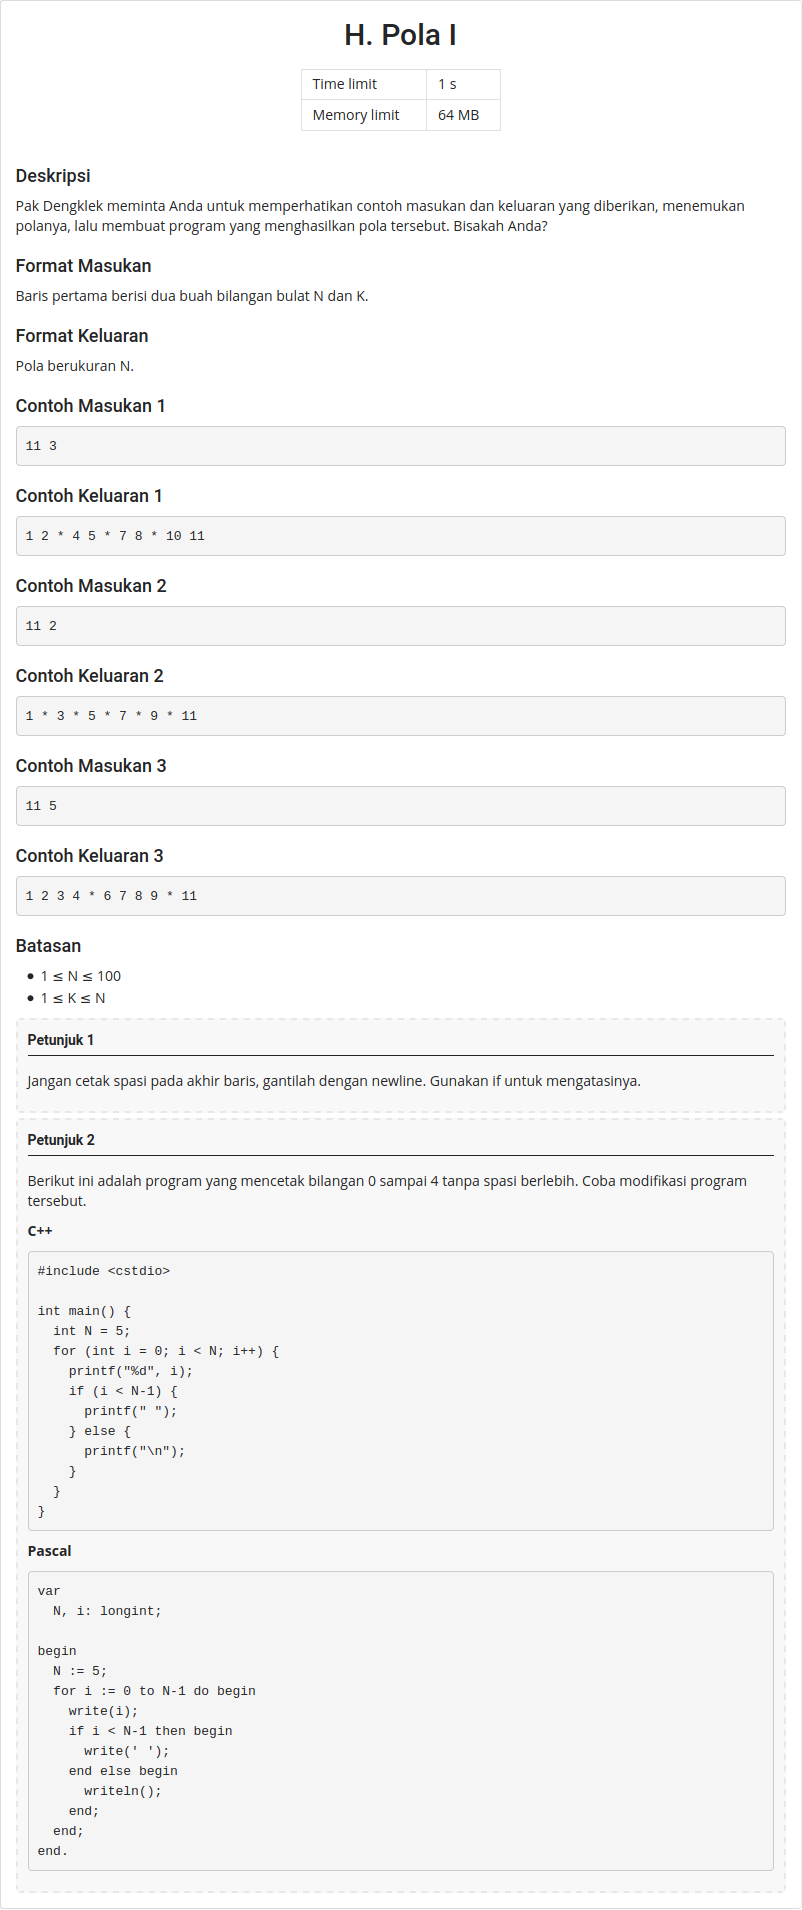 H. Pola I
Time limit 1 s
Memory limit 64 MB
Deskripsi
Pak Dengklek meminta Anda untuk memperhatikan contoh masukan dan keluaran yang diberikan, menemukan
polanya, lalu membuat program yang menghasilkan pola tersebut. Bisakah Anda?
Format Masukan
Baris pertama berisi dua buah bilangan bulat N dan K.
Format Keluaran
Pola berukuran N.
Contoh Masukan 1
11 3
Contoh Keluaran 1
1 2 * 4 5 * 7 8 * 10 11
Contoh Masukan 2
11 2
Contoh Keluaran 2
1 * 3 * 5 * 7 * 9 * 11
Contoh Masukan 3
11 5
Contoh Keluaran 3
1 2 3 4 * 6 7 8 9 * 11
Batasan
• 1 ≤ N ≤ 100
• 1 ≤ K ≤ N
Petunjuk 1
Jangan cetak spasi pada akhir baris, gantilah dengan newline. Gunakan if untuk mengatasinya.
Petunjuk 2
Berikut ini adalah program yang mencetak bilangan 0 sampai 4 tanpa spasi berlebih. Coba modifikasi program
tersebut.
C++
#include <cstdio>
int main() {
  int N = 5;
  for (int i = 0; i < N; i++) {
    printf("%d", i);
    if (i < N-1) {
      printf(" ");
    } else {
      printf("\n");
    }
  }
}
Pascal
var
  N, i: longint;
begin
  N := 5;
  for i := 0 to N-1 do begin
    write(i);
    if i < N-1 then begin
      write(' ');
    end else begin
      writeln();
    end;
  end;
end.